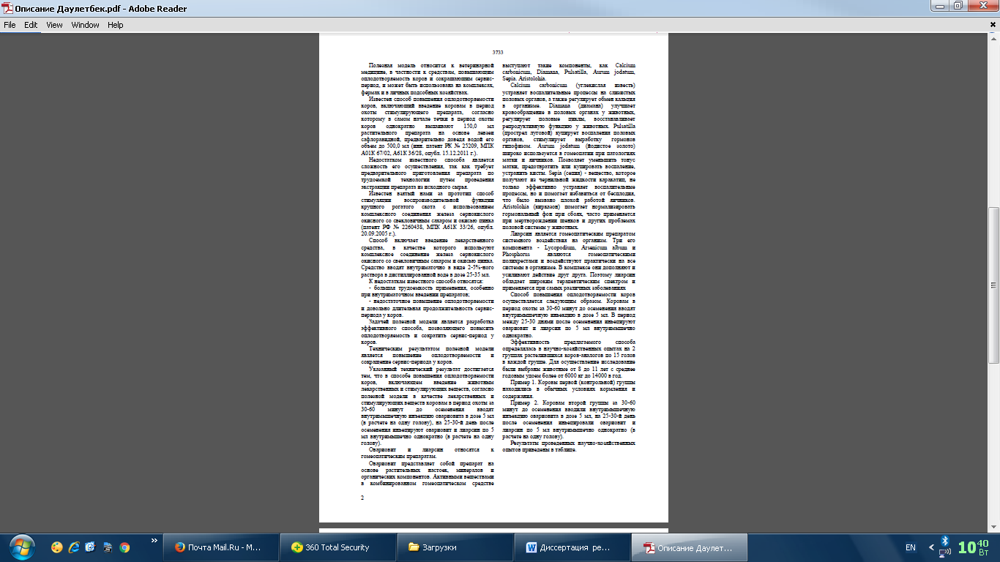 Описание Даулетбек.pdf - Adobe Reader
File Edit View Window Help
3733
Полезная модель относится к ветеринарной
медицине, в частности к средствам, повышающим
оплодотворяемость коров и сокращающим сервис-
период, и может быть использована на комплексах,
фермах и в личных подсобных хозяйствах.
Известен способ повышения оплодотворяемости
коров, включающий введение коровам в период
охоты стимулирующего препарата, согласно
которому в самом начале течки в период охоты
коров однократно выпаивают 150,0 мл
растительного препарата на основе левзеи
сафлоравидной, предварительно доведя водой его
объем до 500,0 мл (инн. патент РК № 25209, МПК
A01K 67/02, A61K 36/28, опубл. 15.12.2011 г.).
Недостатком известного способа является
сложность его осуществления, так как требует
предварительного приготовления препарата по
трудоемкой технологии путем проведения
экстракции препарата из исходного сырья.
Известен взятый нами за прототип способ
стимуляции воспроизводительной функции
крупного рогатого скота с использованием
комплексного соединения железа сернокислого
окисного со свекловичным сахаром и окисью цинка
(патент РФ № 2260438, МПК A61K 33/26, опубл.
20.09.2005 г.).
Способ включает введение лекарственного
средства, в качестве которого используют
комплексное соединение железа сернокислого
окисного со свекловичным сахаром и окисью цинка.
Средство вводят внутриматочно в виде 2-5%-ного
раствора в дистиллированной воде в дозе 25-35 мл.
К недостаткам известного способа относятся:
- большая трудоемкость применения, особенно
при внутриматочном введении препаратов;
- недостаточное повышение оплодотворяемости
и довольно длительная продолжительность сервис-
периода у коров.
Задачей полезной модели является разработка
эффективного способа, позволяющего повысить
оплодотворяемость и сократить сервис-период у
коров.
Техническим результатом полезной модели
является повышение оплодотворяемости и
сокращение сервис-периода у коров.
Указанный технический результат достигается
тем, что в способе повышения оплодотворяемости
коров, включающем введение животным
лекарственных и стимулирующих веществ, согласно
полезной модели в качестве лекарственных и
стимулирующих веществ коровам в период охоты за
30-60 минут до осеменения вводят
внутримышечную инъекцию овариовита в дозе 5 мл
(в расчете на одну голову), на 25-30-й день после
осеменения инъецируют овариовит и лиарсин по 5
мл внутримышечно однократно (в расчете на одну
голову).
Овариовит и лиарсин относятся к
гомеопатическим препаратам.
Овариовит представляет собой препарат на
основе растительных настоек, минералов и
органических компонентов. Активными веществами
в комбинированном гомеопатическом средстве
2
выступают такие компоненты, как Calcium
carbonicum, Diamana, Pulsatilla, Aurum jodatum,
Sepia. Aristolohia.
Calcium carbonicum (углекислая известь)
устраняет воспалительные процессы на слизистых
половых органов, а также регулирует обмен кальция
в организме. Diamana (диамана) улучшает
кровообращение в половых органах у животных,
регулирует половые циклы, восстанавливает
репродуктивную функцию у животных. Pulsatilla
(прострел луговой) купирует воспаления половых
органов, стимулирует выработку гормонов
гипофизом. Aurum jodatum (йодистое золото)
широко используется в гомеопатии при патологиях
матки и яичников. Позволяет уменьшить тонус
матки, предотвратить или купировать воспаление,
устранить кисты. Sepia (сепия) - вещество, которое
получают из чернильной жидкости каракатиц, не
только эффективно устраняет воспалительные
процессы, но и помогает избавиться от бесплодия,
что было вызвано плохой работой яичников.
Aristolohia (кирказон) помогает нормализировать
гормональный фон при сбоях, часто применяется
при мертворождении щенков и других проблемах
половой системы у животных.
Лиарсин является гомеопатическим препаратом
системного воздействия на организм. Три его
компонента - Lycopodium, Arsenicum album и
Phosphorus являются гомеопатическими
полихрестами и воздействуют практически на все
системы в организме. В комплексе они дополняют и
усиливают действие друг друга. Поэтому лиарсин
обладает широким терапевтическим спектром и
применяется при самых различных заболеваниях
Способ повышения оплодотворяемости коров
осуществляется следующим образом. Коровам в
период охоты за 30-60 минут до осеменения вводят
внутримышечную инъекцию в дозе 5 мл. В период
между 25-30 днями после осеменения инъецируют
овариовит и лиарсин по 5 мл внутримышечно
однократно.
Эффективность предлагаемого способа
определялась в научно-хозяйственных опытах на 2
группах растелившихся коров-аналогов по 15 голов
в каждой группе. Для осуществление исследование
были выбраны животные от 8 до 11 лет с среднее
годовым удоем более от 6000 кг до 14000 в год.
Пример 1. Коровы первой (контрольной) группы
находились в обычных условиях кормления и
содержания.
Пример 2. Коровам второй группы за 30-60
минут до осеменения вводили внутримышечную
инъекцию овариовита в дозе 5 мл, на 25-30-й день
после осеменения инъецировали овариовит и
лиарсин по 5 мл внутримышечно однократно (в
расчете на одну голову).
Результаты проведенных научно-хозяйственных
опытов приведены в таблице.
Почта Mail.Ru - M... 360 Total Security Загрузки Диссертация ре... Описание Даулет... EN 10 40 Вт